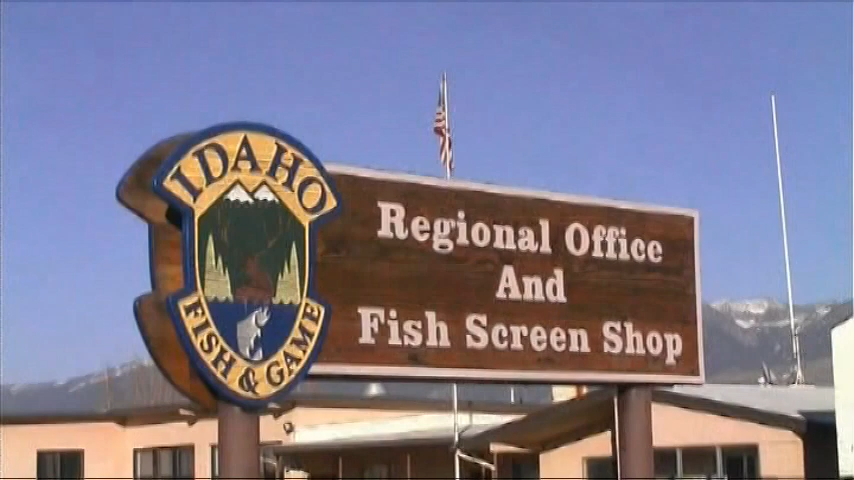 IDAHO
FISH & GAME
Regional Office
And
Fish Screen Shop